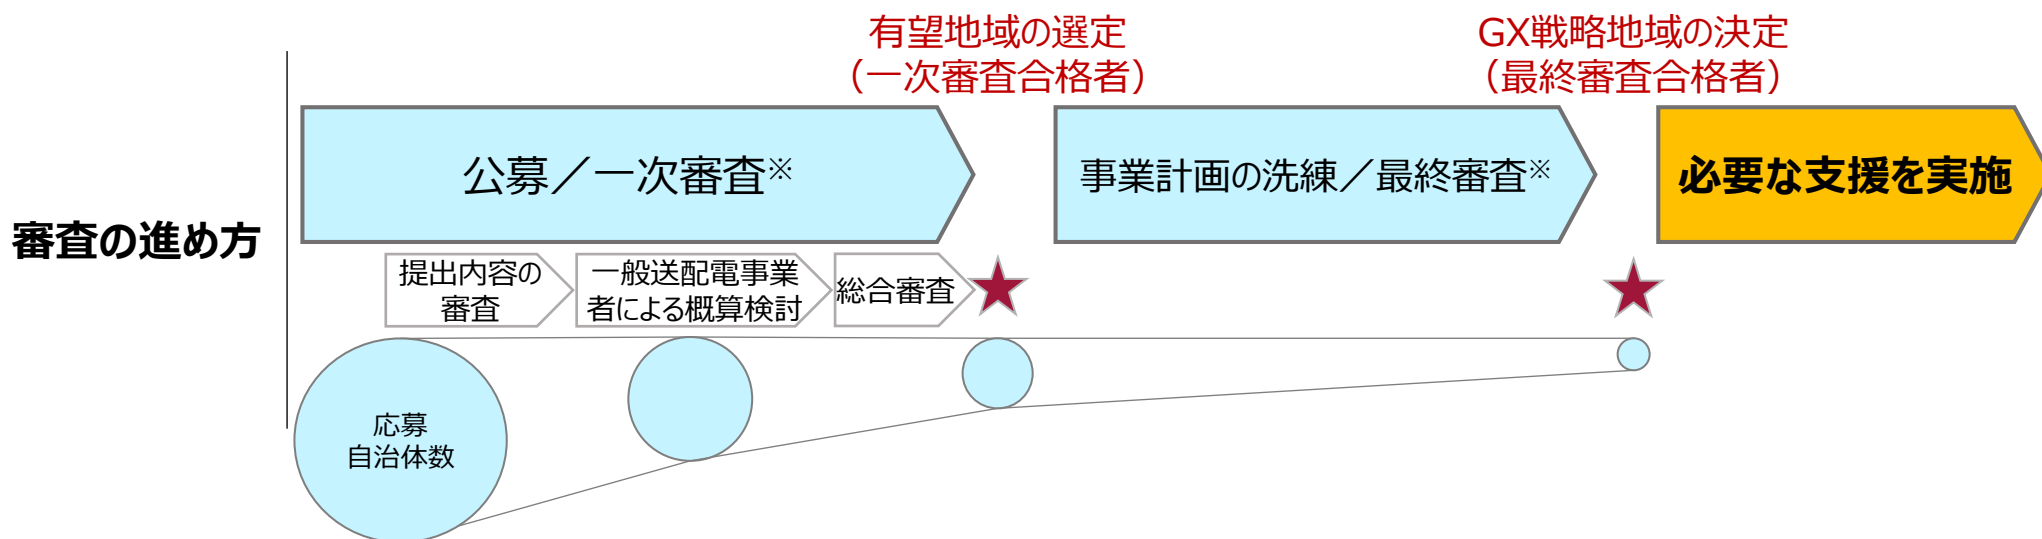 有望地域の選定
（一次審査合格者）
GX戦略地域の決定
（最終審査合格者）
審査の進め方
公募／一次審査※
事業計画の洗練／最終審査※
必要な支援を実施
提出内容の
審査
一般送配電事業
者による概算検討
総合審査
応募
自治体数